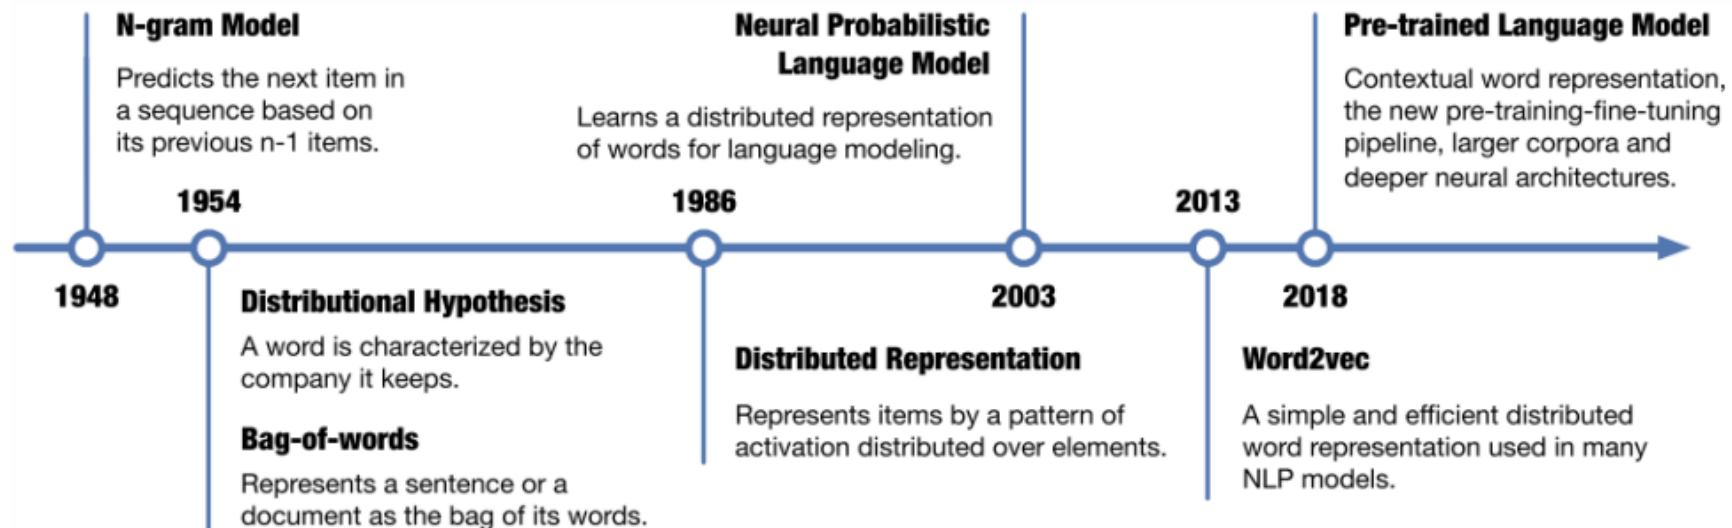 N-gram Model
Predicts the next item in
a sequence based on
its previous n-1 items.
Neural Probabilistic
Language Model
Learns a distributed representation
of words for language modeling.
Pre-trained Language Model
Contextual word representation,
the new pre-training-fine-tuning
pipeline, larger corpora and
deeper neural architectures.
1954
1986
2013
1948
2003
2018
Distributional Hypothesis
A word is characterized by the
company it keeps.
Bag-of-words
Represents a sentence or a
document as the bag of its words.
Distributed Representation
Represents items by a pattern of
activation distributed over elements.
Word2vec
A simple and efficient distributed
word representation used in many
NLP models.